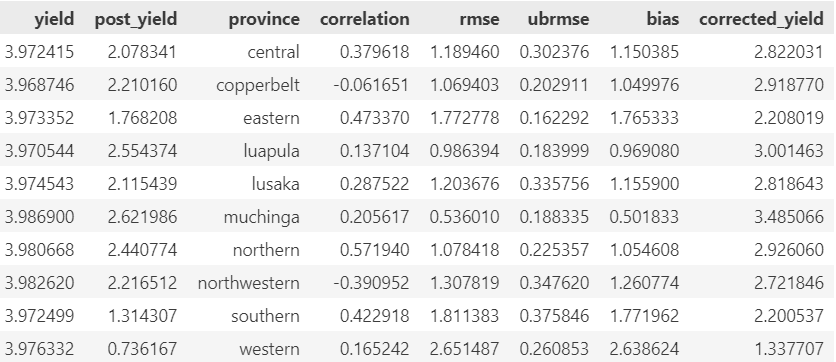 yield post_yield province correlation rmse ubrmse bias corrected_yield
3.972415 2.078341 central 0.379618 1.189460 0.302376 1.150385 2.822031
3.968746 2.210160 copperbelt -0.061651 1.069403 0.202911 1.049976 2.918770
3.973352 1.768208 eastern 0.473370 1.772778 0.162292 1.765333 2.208019
3.970544 2.554374 luapula 0.137104 0.986394 0.183999 0.969080 3.001463
3.974543 2.115439 lusaka 0.287522 1.203676 0.335756 1.155900 2.818643
3.986900 2.621986 muchinga 0.205617 0.536010 0.188335 0.501833 3.485066
3.980668 2.440774 northern 0.571940 1.078418 0.225357 1.054608 2.926060
3.982620 2.216512 northwestern -0.390952 1.307819 0.347620 1.260774 2.721846
3.972499 1.314307 southern 0.422918 1.811383 0.375846 1.771962 2.200537
3.976332 0.736167 western 0.165242 2.651487 0.260853 2.638624 1.337707